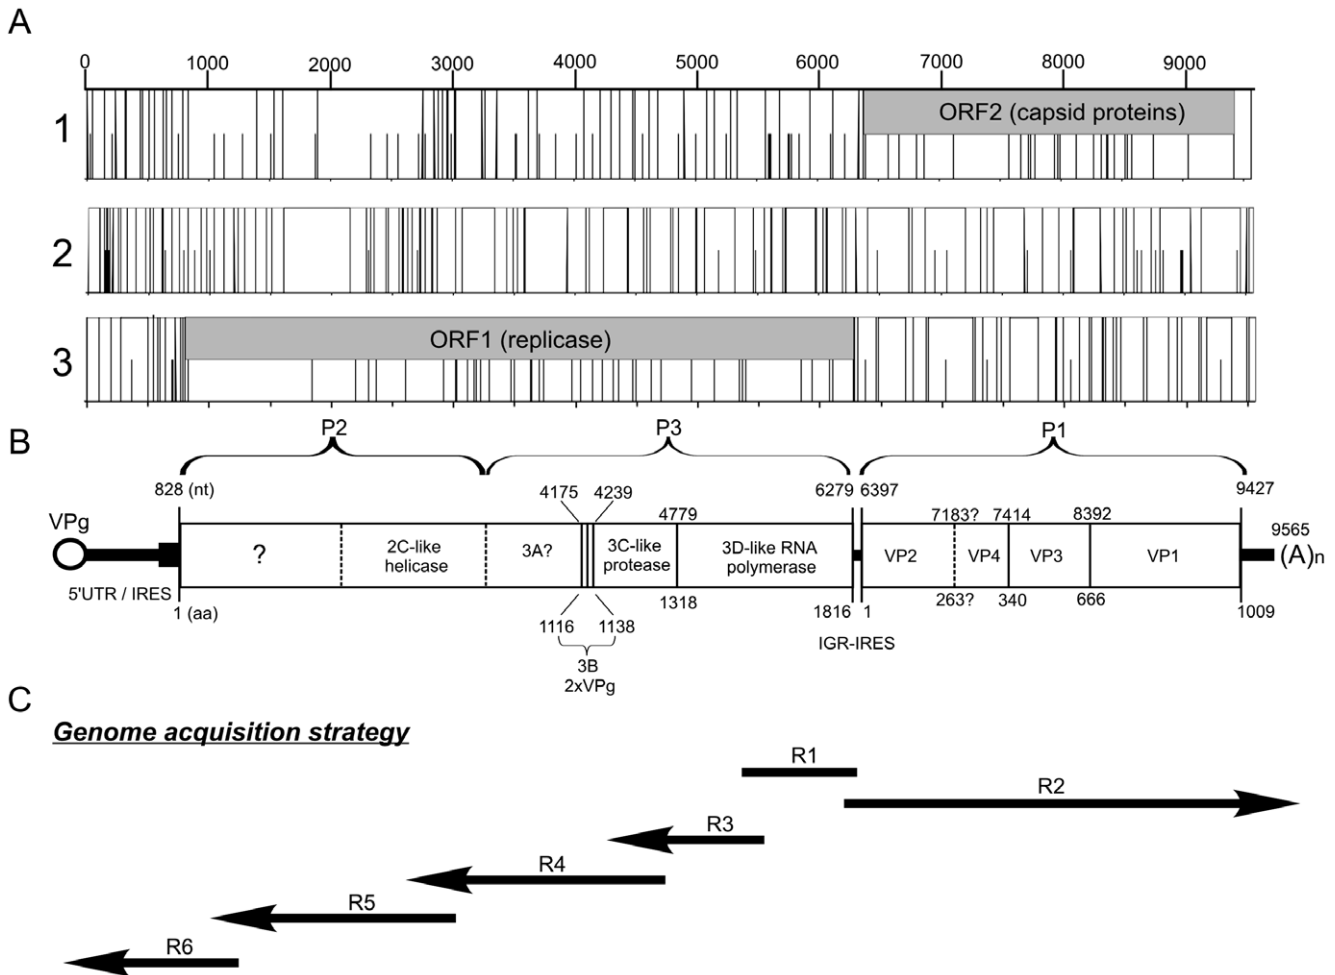 A
0 1000 2000 3000 4000 5000 6000 7000 8000 9000
1
ORF2 (capsid proteins)
2
3
ORF1 (replicase)
B
P2 P3 P1
828 (nt) 4175 4239 4779 6279 6397 7183? 7414 8392 9427
VPg
9565
? 2C-like helicase 3A? 3C-like protease 3D-like RNA polymerase VP2 VP4 VP3 VP1 (A)n
5'UTR / IRES
1 (aa) 1116 1138 1318 1816 1 263? 340 666 1009
IGR-IRES
3B
2xVPg
C
Genome acquisition strategy
R1
R2
R3
R4
R5
R6